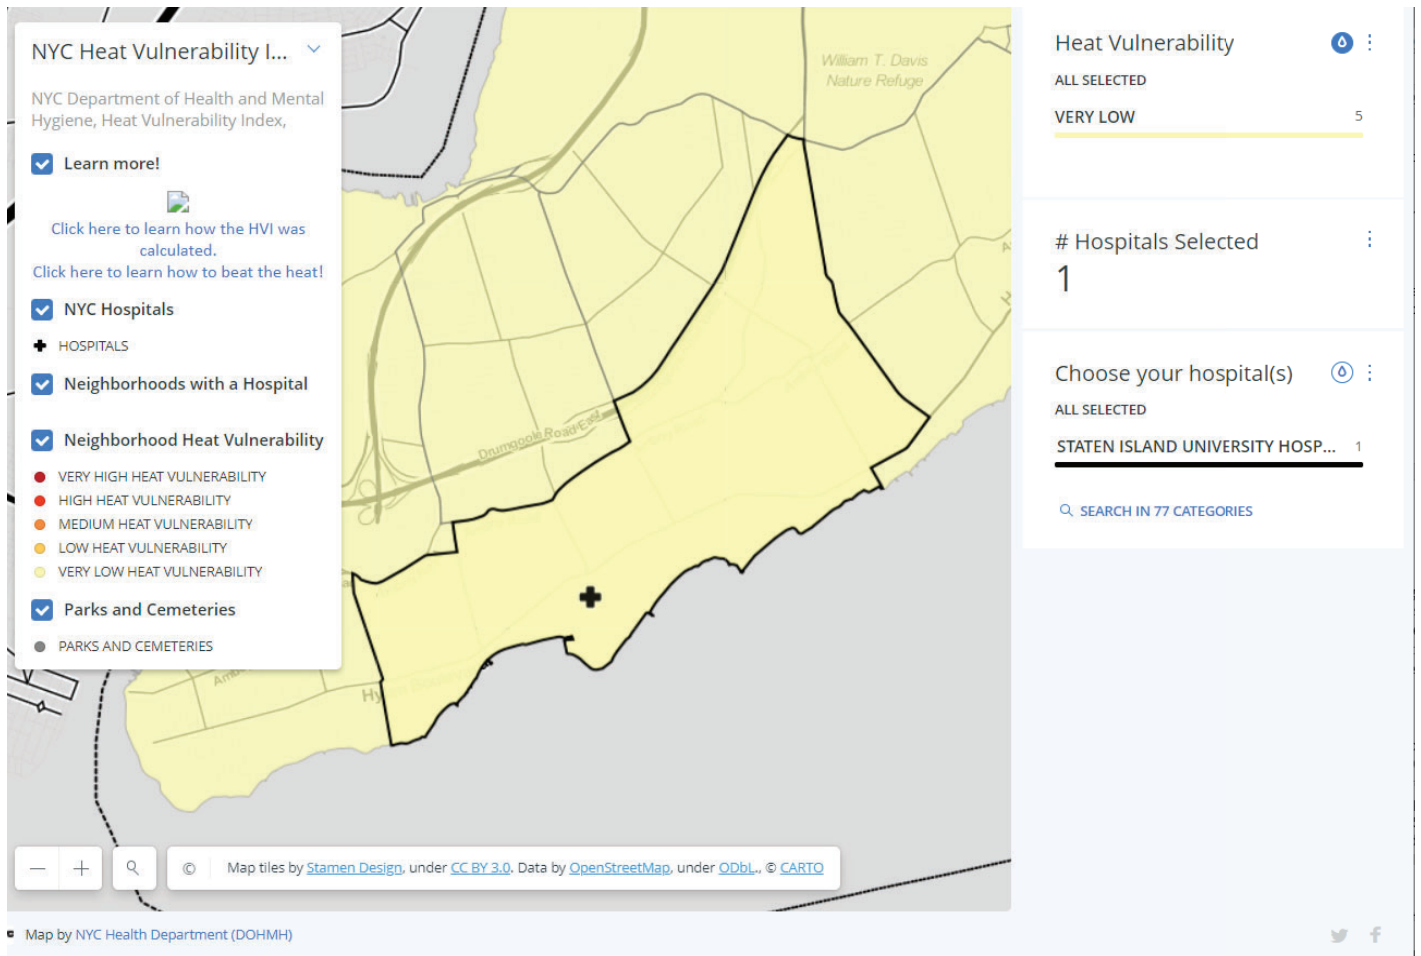 NYC Heat Vulnerability I...
NYC Department of Health and Mental
Hygiene, Heat Vulnerability Index,
Learn more!
Click here to learn how the HVI was
calculated.
Click here to learn how to beat the heat!
NYC Hospitals
HOSPITALS
Neighborhoods with a Hospital
Neighborhood Heat Vulnerability
VERY HIGH HEAT VULNERABILITY
HIGH HEAT VULNERABILITY
MEDIUM HEAT VULNERABILITY
LOW HEAT VULNERABILITY
VERY LOW HEAT VULNERABILITY
Parks and Cemeteries
PARKS AND CEMETERIES
William T. Davis
Nature Refuge
Drumgoole Road East
© Map tiles by Stamen Design, under CC BY 3.0. Data by OpenStreetMap, under ODbL., © CARTO
Map by NYC Health Department (DOHMH)
Heat Vulnerability
ALL SELECTED
VERY LOW 5
# Hospitals Selected
1
Choose your hospital(s)
ALL SELECTED
STATEN ISLAND UNIVERSITY HOSP... 1
SEARCH IN 77 CATEGORIES